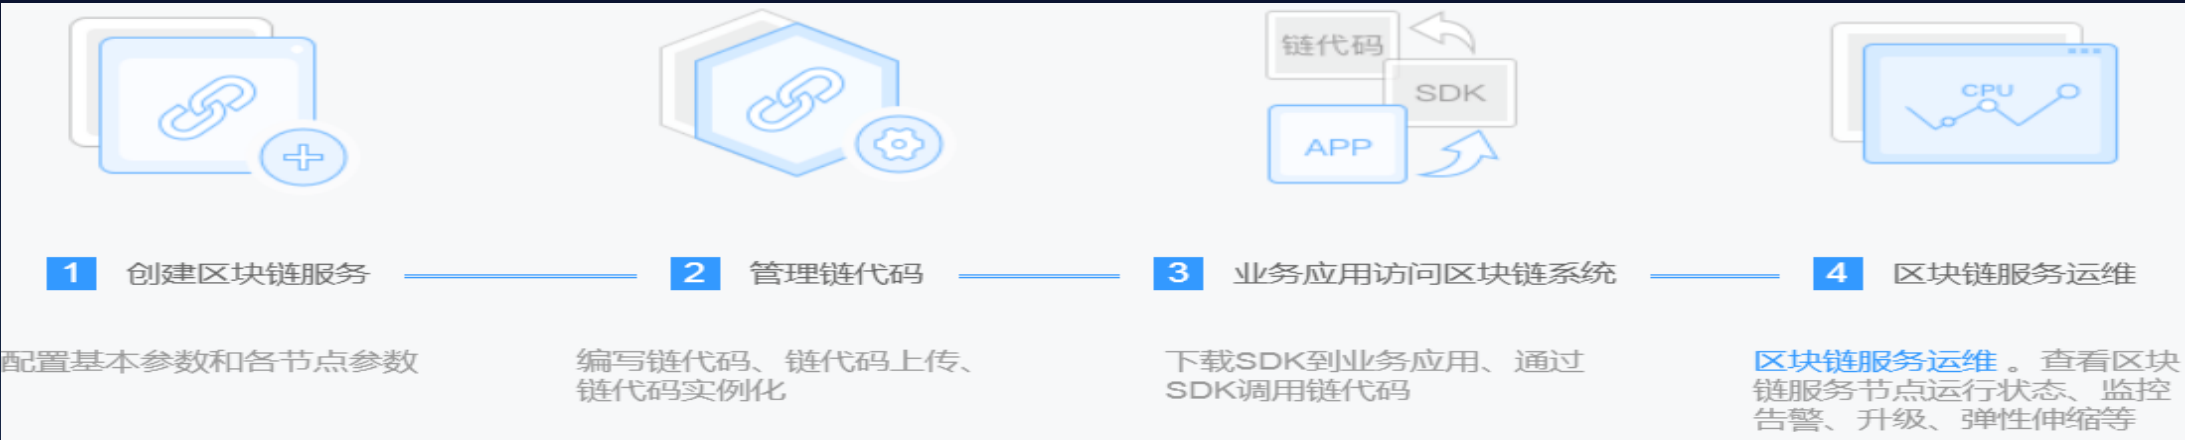 链代码
SDK
APP
CPU
1 创建区块链服务
2 管理链代码
3 业务应用访问区块链系统
4 区块链服务运维
配置基本参数和各节点参数
编写链代码、链代码上传、
链代码实例化
下载SDK到业务应用、通过
SDK调用链代码
区块链服务运维 。查看区块
链服务节点运行状态、监控
告警、升级、弹性伸缩等